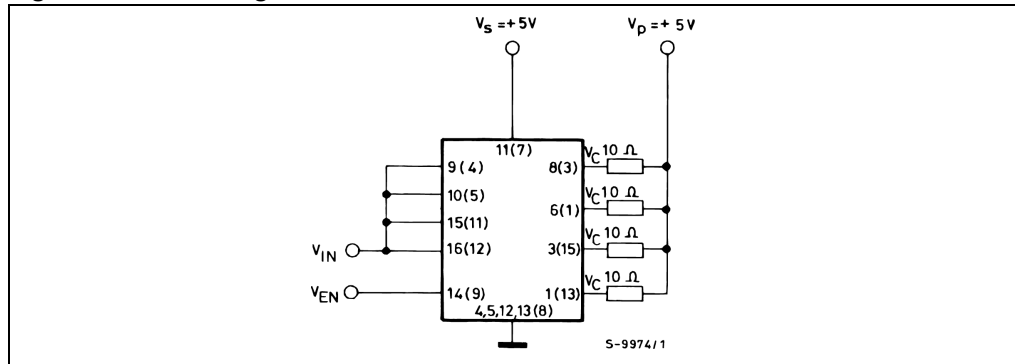 Vs =+5V
Vp =+ 5V
11(7)
9(4)
10(5)
15(11)
16(12)
14(9)
8(3)
6(1)
3(15)
1(13)
4,5,12,13(8)
VC 10 Ω
VC 10 Ω
VC 10 Ω
VC 10 Ω
VIN
VEN
S-9974/1